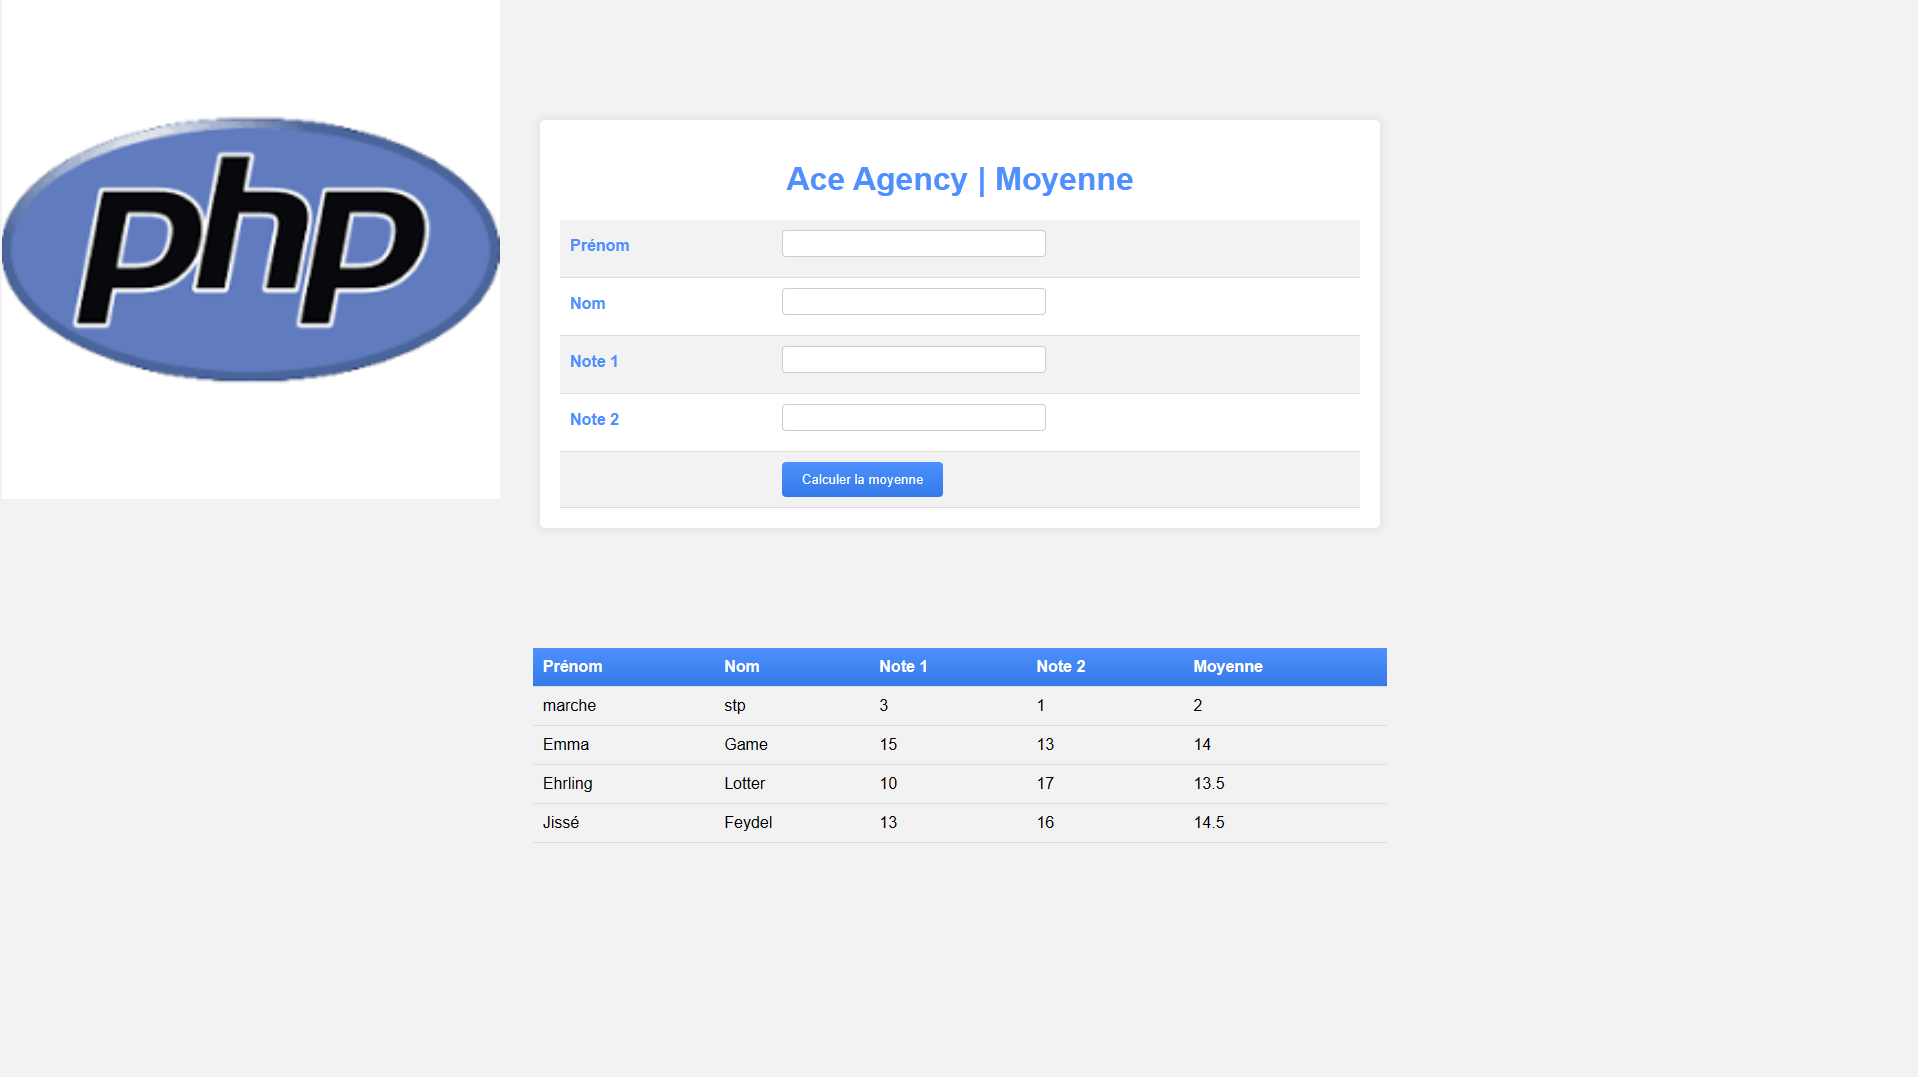 php
Ace Agency | Moyenne
Prénom
Nom
Note 1
Note 2
Calculer la moyenne
Prénom Nom Note 1 Note 2 Moyenne
marche stp 3 1 2
Emma Game 15 13 14
Ehrling Lotter 10 17 13.5
Jissé Feydel 13 16 14.5